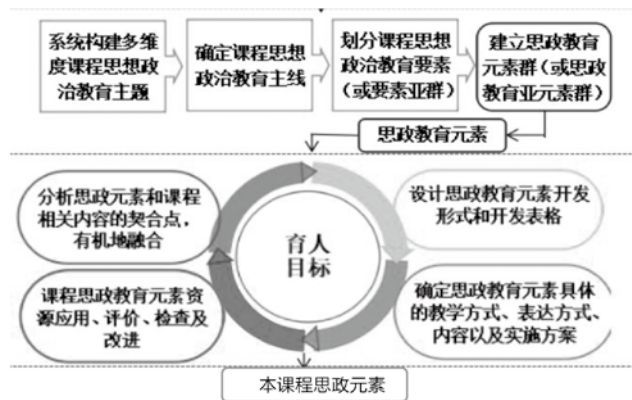 系统构建多维
度课程思想政
治教育主题
确定课程思想
政治教育主线
划分课程思想
政治教育要素
（或要素亚群）
建立思政教育
元素群（或思政
教育亚元素群）
思政教育元素
分析思政元素和课程
相关内容的契合点，
有机地融合
设计思政教育元素开发
形式和开发表格
育人
目标
课程思政教育元素资
源应用、评价、检查及
改进
确定思政教育元素具体
的教学方式、表达方式、
内容以及实施方案
本课程思政元素